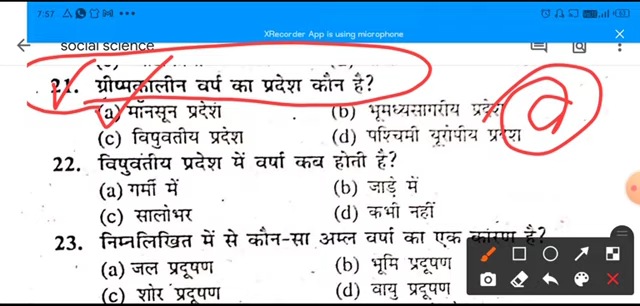 7:57
XRecorder App is using microphone
social science
21. ग्रीष्मकालीन वर्ष का प्रदेश कौन है?
(a) मॉनसून प्रदेश (b) भूमध्यसागरीय प्रदेश
(c) विषुवतीय प्रदेश (d) पश्चिमी यूरोपीय प्रदेश
22. विषुवंतीय प्रदेश में वर्षा कब होती है?
(a) गर्मी में (b) जाड़े में
(c) सालोभर (d) कभी नहीं
23. निम्नलिखित में से कौन-सा अम्ल वर्षा का एक कारण है?
(a) जल प्रदूषण (b) भूमि प्रदूषण
(c) शोर प्रदूषण (d) वायु प्रदूषण